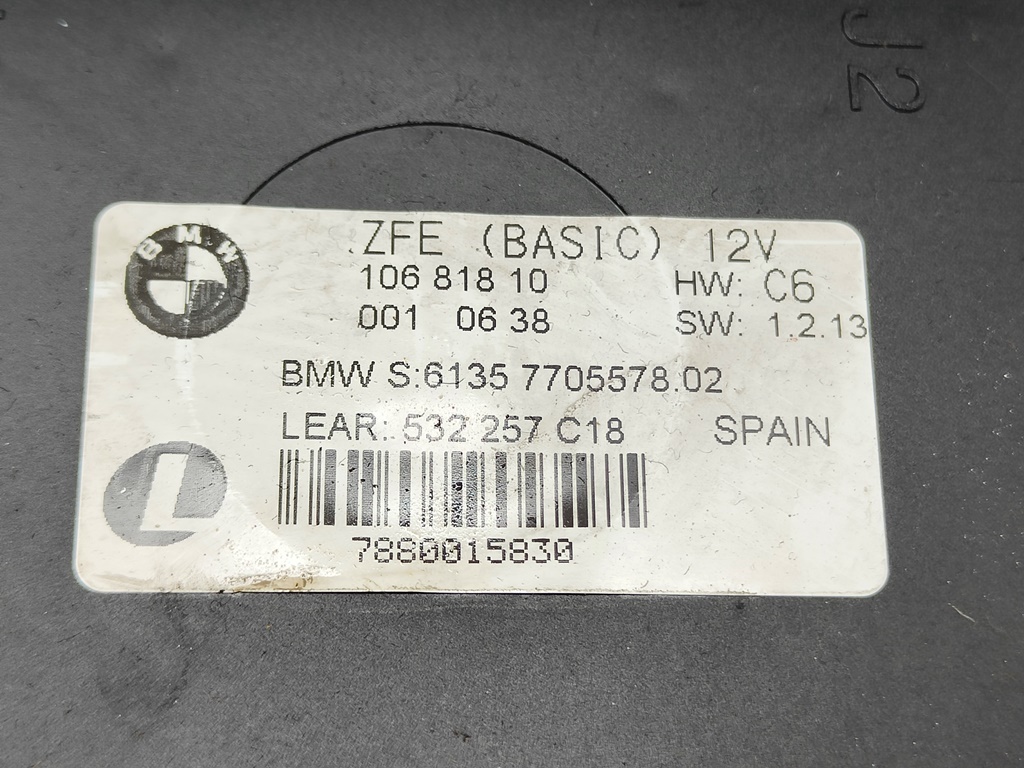 J2
BMW
ZFE (BASIC) 12V
106 818 10 HW: C6
001 06 38 SW: 1.2.13
BMW S:6135 7705578.02
LEAR: 532 257 C18 SPAIN
L
7880015830